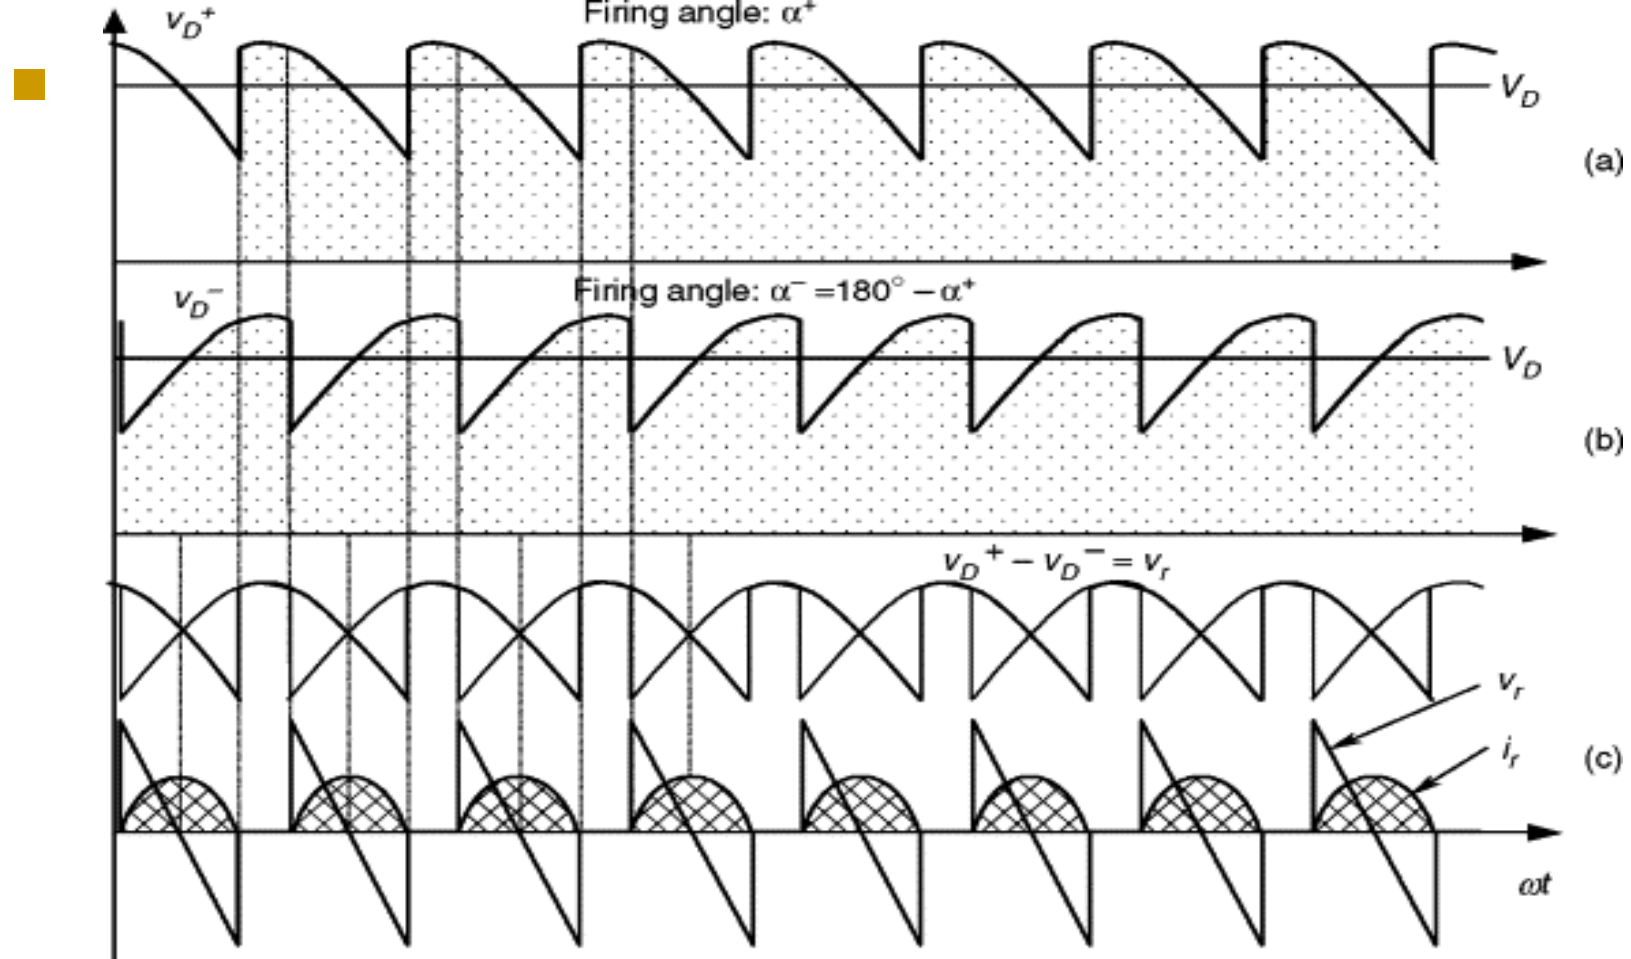 v_D⁺
Firing angle: α⁺
V_D
(a)
v_D⁻
Firing angle: α⁻ =180° – α⁺
V_D
(b)
v_D⁺ – v_D⁻ = v_r
v_r
i_r
(c)
ωt